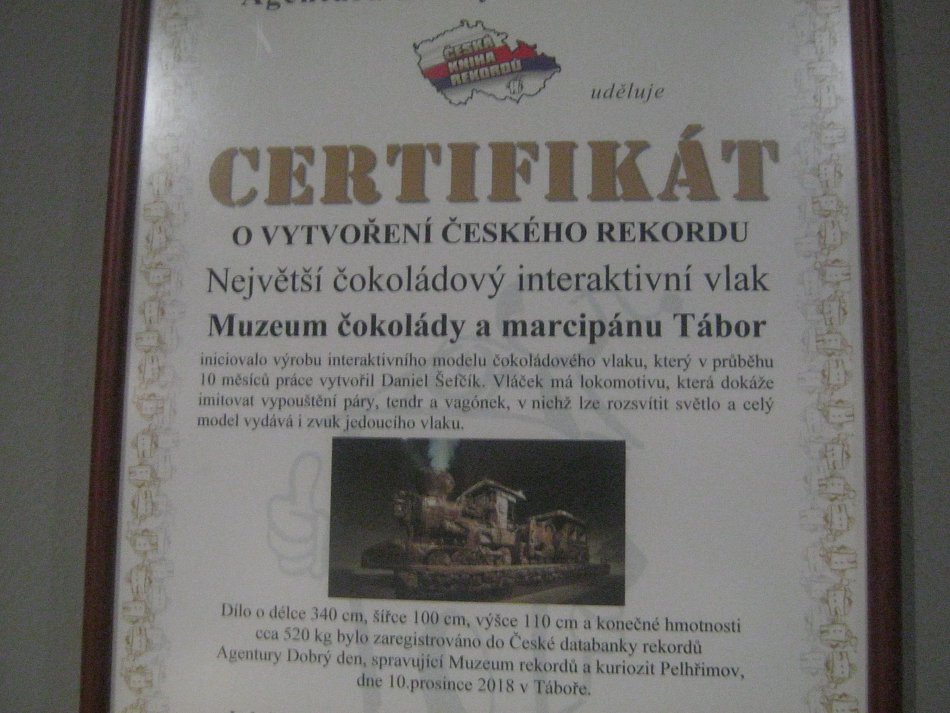 ČESKÁ
KNIHA
REKORDŮ
uděluje
CERTIFIKÁT
O VYTVOŘENÍ ČESKÉHO REKORDU
Největší čokoládový interaktivní vlak
Muzeum čokolády a marcipánu Tábor
iniciovalo výrobu interaktivního modelu čokoládového vlaku, který v průběhu
10 měsíců práce vytvořil Daniel Šefčík. Vláček má lokomotivu, která dokáže
imitovat vypouštění páry, tendr a vagónek, v nichž lze rozsvítit světlo a celý
model vydává i zvuk jedoucího vlaku.
Dílo o délce 340 cm, šířce 100 cm, výšce 110 cm a konečné hmotnosti
cca 520 kg bylo zaregistrováno do České databanky rekordů
Agentury Dobrý den, spravující Muzeum rekordů a kuriozit Pelhřimov,
dne 10.prosince 2018 v Táboře.